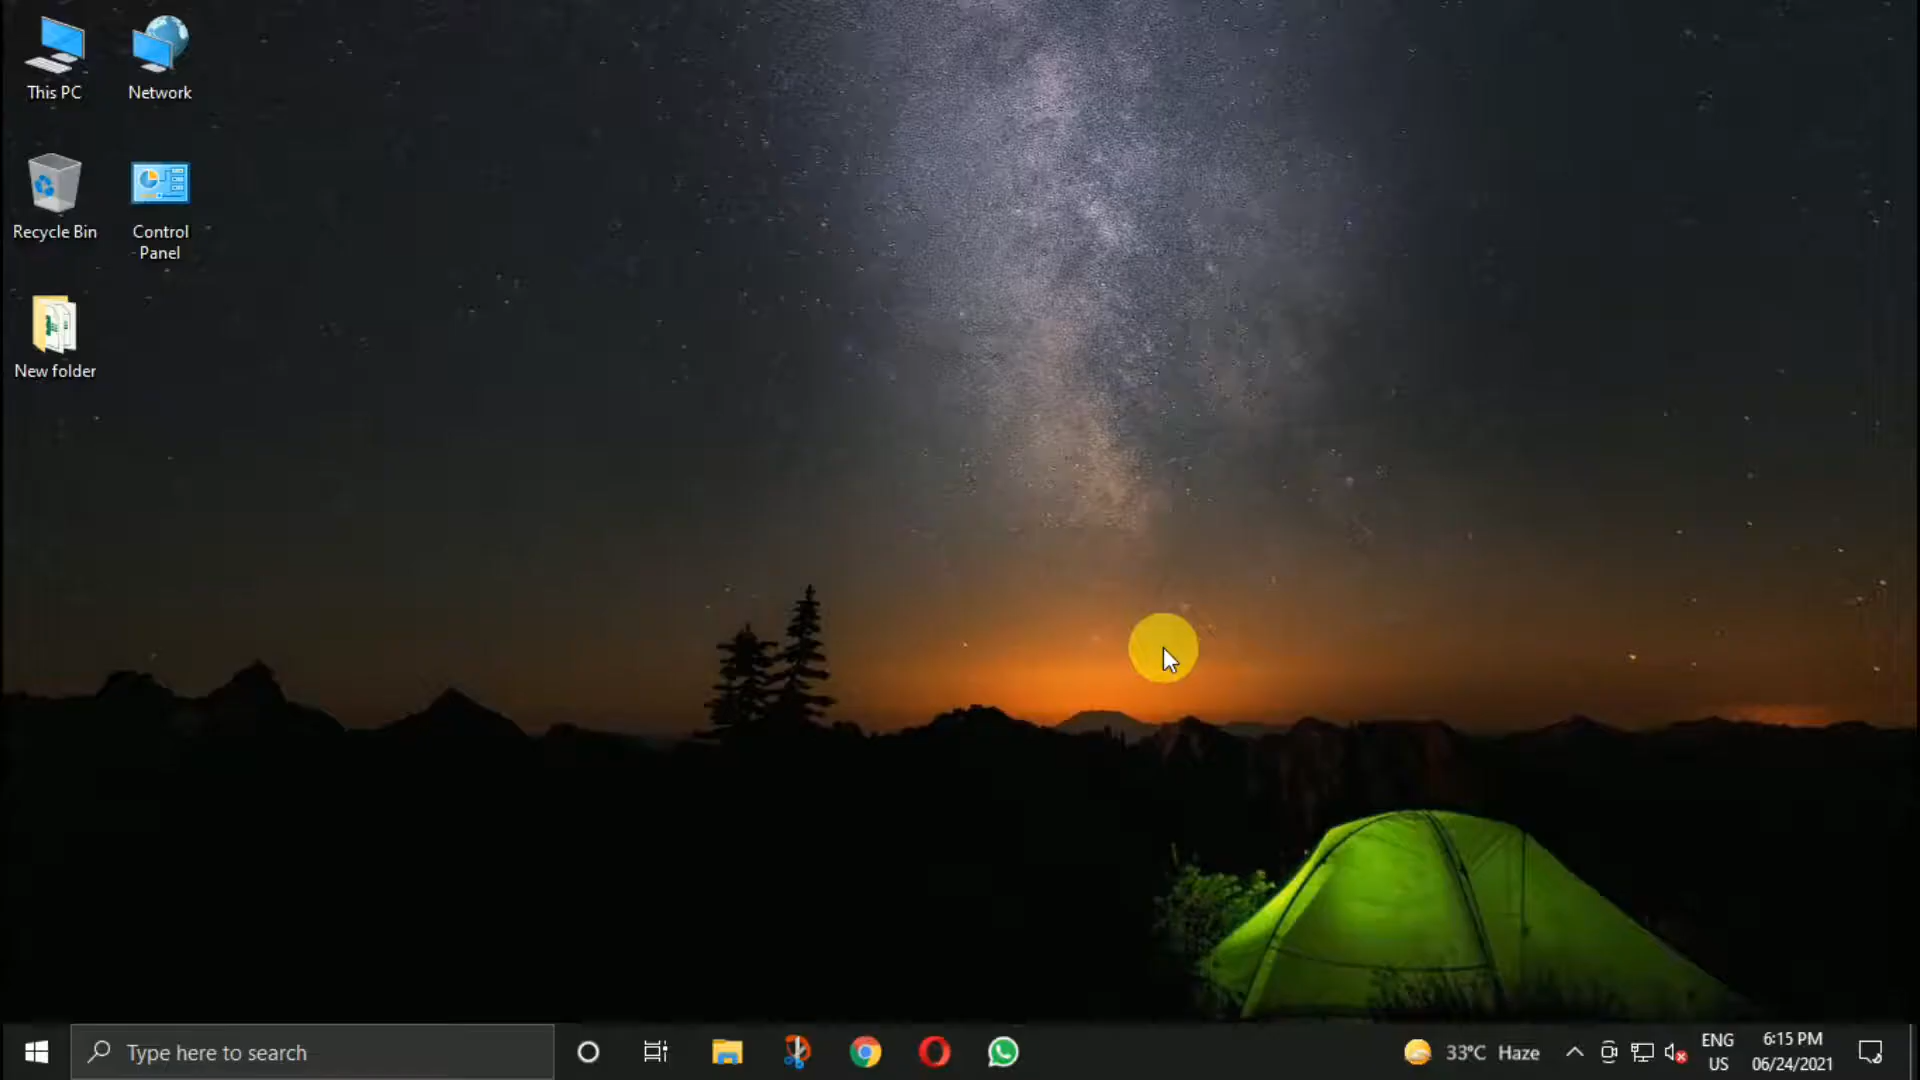 This PC
Network
Recycle Bin
Control
Panel
New folder
Type here to search
33°C Haze
ENG
US
6:15 PM
06/24/2021